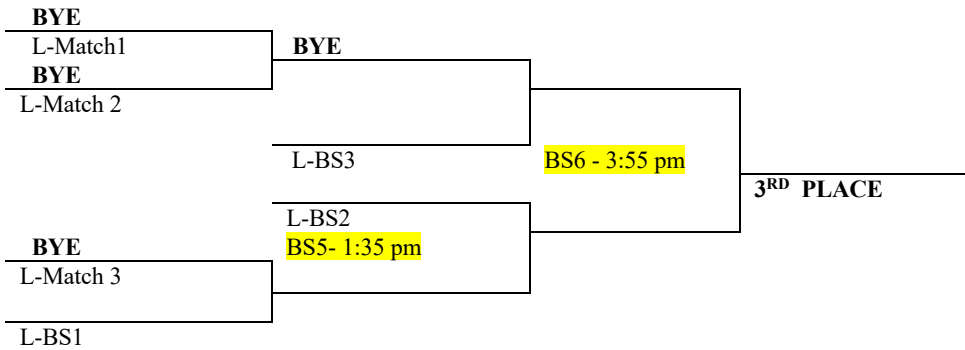 BYE
L-Match1
BYE
BYE
L-Match 2
L-BS3
BS6 - 3:55 pm
3RD PLACE
L-BS2
BYE
BS5- 1:35 pm
L-Match 3
L-BS1